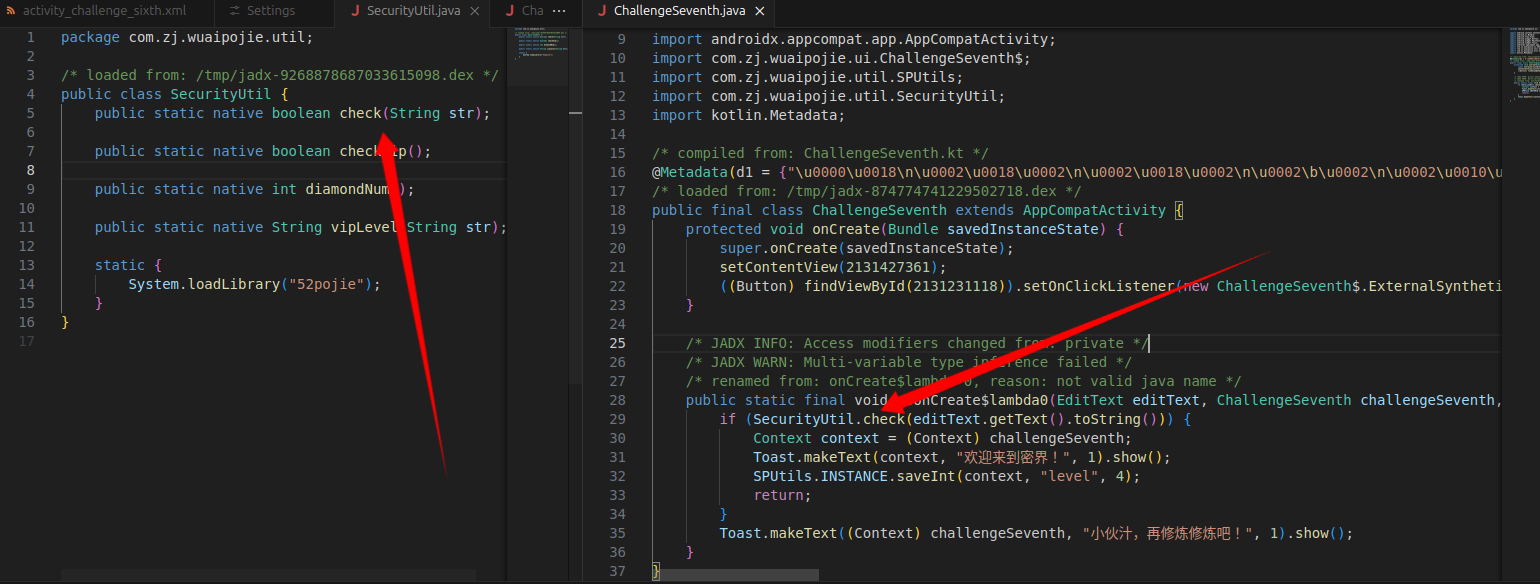 activity_challenge_sixth.xml Settings SecurityUtil.java Cha ··· ChallengeSeventh.java
1 package com.zj.wuaipojie.util;
2
3 /* loaded from: /tmp/jadx-9268878687033615098.dex */
4 public class SecurityUtil {
5 public static native boolean check(String str);
6
7 public static native boolean check ip();
8
9 public static native int diamondNum );
10
11 public static native String vipLevel String str);
12
13 static {
14 System.loadLibrary("52pojie");
15 }
16 }
17
9 import androidx.appcompat.app.AppCompatActivity;
10 import com.zj.wuaipojie.ui.ChallengeSeventh$;
11 import com.zj.wuaipojie.util.SPUtils;
12 import com.zj.wuaipojie.util.SecurityUtil;
13 import kotlin.Metadata;
14
15 /* compiled from: ChallengeSeventh.kt */
16 @Metadata(d1 = {"\u0000\u0018\n\u0002\u0018\u0002\n\u0002\u0018\u0002\n\u0002\b\u0002\n\u0002\u0010\u
17 /* loaded from: /tmp/jadx-874774741229502718.dex */
18 public final class ChallengeSeventh extends AppCompatActivity {
19 protected void onCreate(Bundle savedInstanceState) {
20 super.onCreate(savedInstanceState);
21 setContentView(2131427361);
22 ((Button) findViewById(2131231118)).setOnClickListener(new ChallengeSeventh$.ExternalSyntheti
23 }
24
25 /* JADX INFO: Access modifiers changed from: private */
26 /* JADX WARN: Multi-variable type inference failed */
27 /* renamed from: onCreate$lambda-0, reason: not valid java name */
28 public static final void onCreate$lambda0(EditText editText, ChallengeSeventh challengeSeventh,
29 if (SecurityUtil.check(editText.getText().toString())) {
30 Context context = (Context) challengeSeventh;
31 Toast.makeText(context, "欢迎来到密界！", 1).show();
32 SPUtils.INSTANCE.saveInt(context, "level", 4);
33 return;
34 }
35 Toast.makeText((Context) challengeSeventh, "小伙汁，再修炼修炼吧！", 1).show();
36 }
37 }